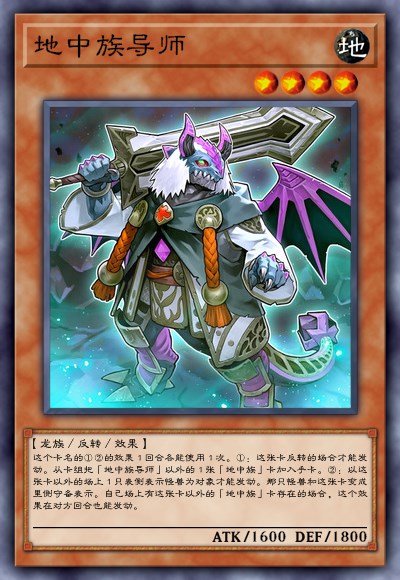 地中族导师
地
【龙族／反转／效果】
这个卡名的①②的效果1回合各能使用1次。①：这张卡反转的场合才能发
动。从卡组把「地中族导师」以外的1张「地中族」卡加入手卡。②：以这
张卡以外的场上1只表侧表示怪兽为对象才能发动。那只怪兽和这张卡变成
里侧守备表示。自己场上有这张卡以外的「地中族」卡存在的场合，这个效
果在对方回合也能发动。
ATK/1600 DEF/1800